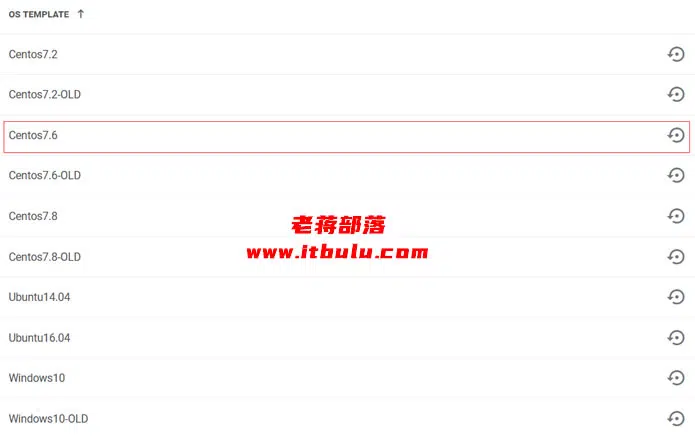 OS TEMPLATE ↑
Centos7.2
Centos7.2-OLD
Centos7.6
Centos7.6-OLD
Centos7.8
老蒋部落
www.itbulu.com
Centos7.8-OLD
Ubuntu14.04
Ubuntu16.04
Windows10
Windows10-OLD